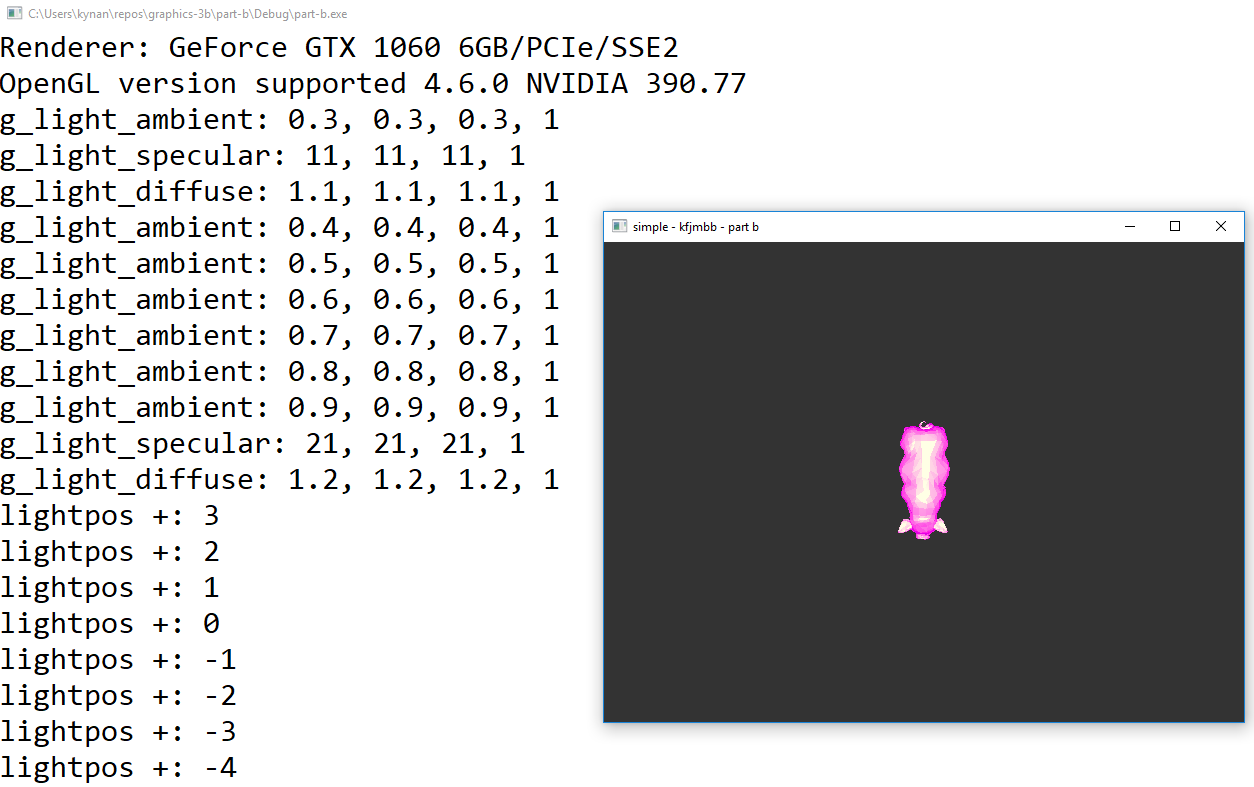 C:\Users\kynan\repos\graphics-3b\part-b\Debug\part-b.exe
Renderer: GeForce GTX 1060 6GB/PCIe/SSE2
OpenGL version supported 4.6.0 NVIDIA 390.77
g_light_ambient: 0.3, 0.3, 0.3, 1
g_light_specular: 11, 11, 11, 1
g_light_diffuse: 1.1, 1.1, 1.1, 1
g_light_ambient: 0.4, 0.4, 0.4, 1
g_light_ambient: 0.5, 0.5, 0.5, 1
g_light_ambient: 0.6, 0.6, 0.6, 1
g_light_ambient: 0.7, 0.7, 0.7, 1
g_light_ambient: 0.8, 0.8, 0.8, 1
g_light_ambient: 0.9, 0.9, 0.9, 1
g_light_specular: 21, 21, 21, 1
g_light_diffuse: 1.2, 1.2, 1.2, 1
lightpos +: 3
lightpos +: 2
lightpos +: 1
lightpos +: 0
lightpos +: -1
lightpos +: -2
lightpos +: -3
lightpos +: -4
simple - kfjmbb - part b